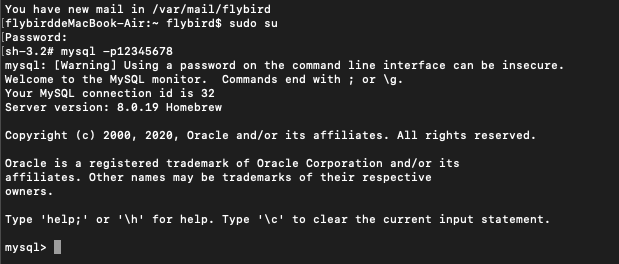 You have new mail in /var/mail/flybird
[flybirddeMacBook-Air:~ flybird$ sudo su
[Password:
[sh-3.2# mysql -p12345678
mysql: [Warning] Using a password on the command line interface can be insecure.
Welcome to the MySQL monitor.  Commands end with ; or \g.
Your MySQL connection id is 32
Server version: 8.0.19 Homebrew

Copyright (c) 2000, 2020, Oracle and/or its affiliates. All rights reserved.

Oracle is a registered trademark of Oracle Corporation and/or its
affiliates. Other names may be trademarks of their respective
owners.

Type 'help;' or '\h' for help. Type '\c' to clear the current input statement.

mysql>